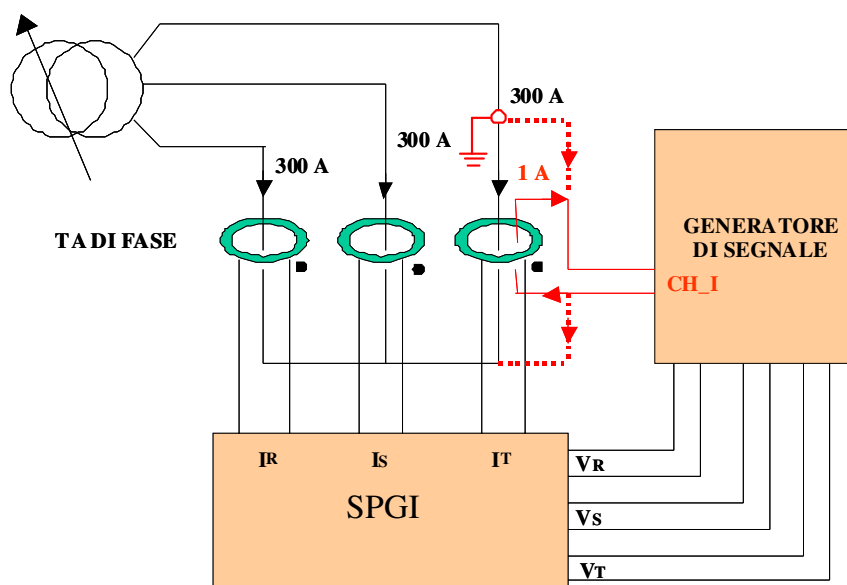 300 A
300 A
300 A
1 A
TA DI FASE
GENERATORE
DI SEGNALE
CH_I
IR
IS
IT
SPGI
VR
VS
VT